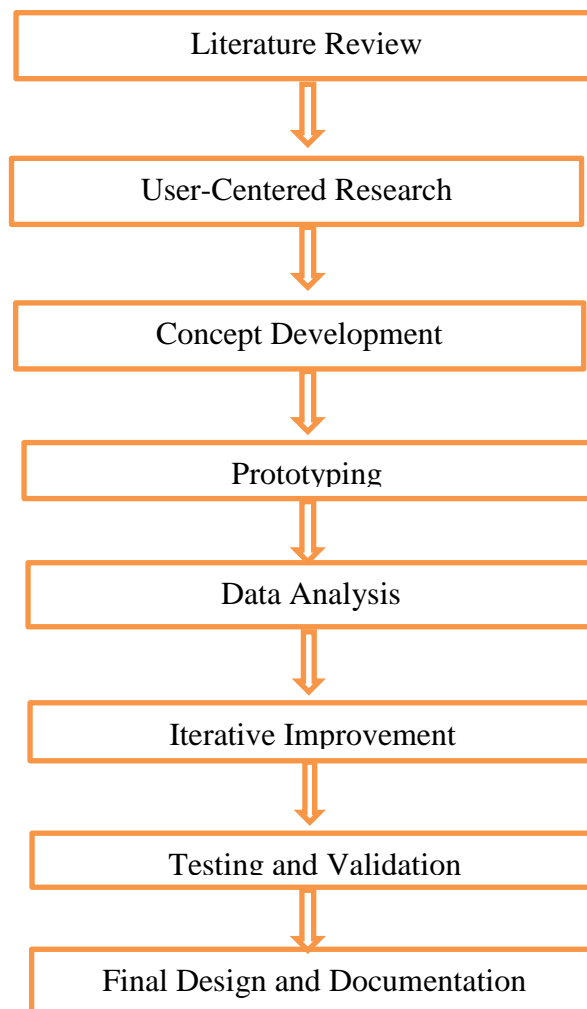 Literature Review
User-Centered Research
Concept Development
Prototyping
Data Analysis
Iterative Improvement
Testing and Validation
Final Design and Documentation